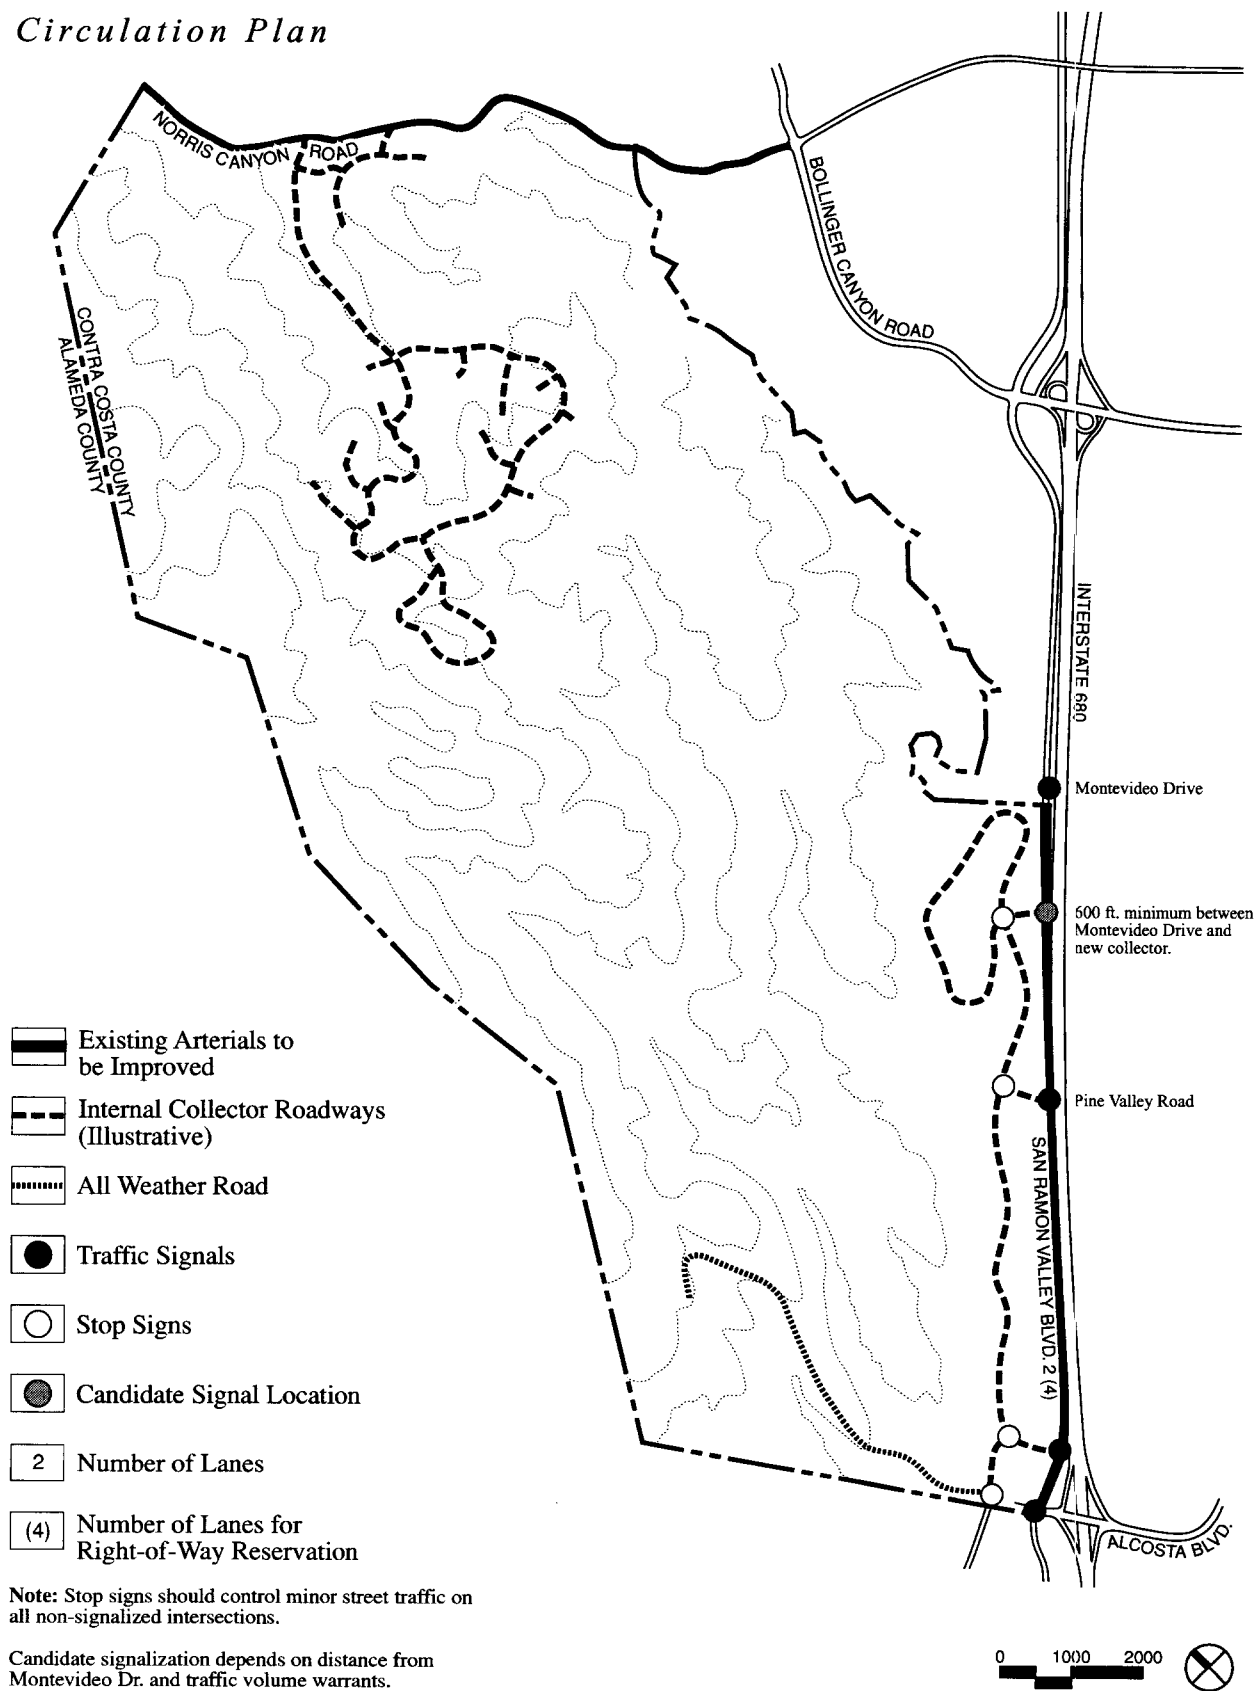 Circulation Plan
NORRIS CANYON ROAD
BOLLINGER CANYON ROAD
CONTRA COSTA COUNTY
ALAMEDA COUNTY
INTERSTATE 680
Montevideo Drive
600 ft. minimum between
Montevideo Drive and
new collector.
Pine Valley Road
SAN RAMON VALLEY BLVD. 2 (4)
ALCOSTA BLVD.
Existing Arterials to
be Improved
Internal Collector Roadways
(Illustrative)
All Weather Road
Traffic Signals
Stop Signs
Candidate Signal Location
2 Number of Lanes
(4) Number of Lanes for
Right-of-Way Reservation
Note: Stop signs should control minor street traffic on
all non-signalized intersections.
Candidate signalization depends on distance from
Montevideo Dr. and traffic volume warrants.
0 1000 2000